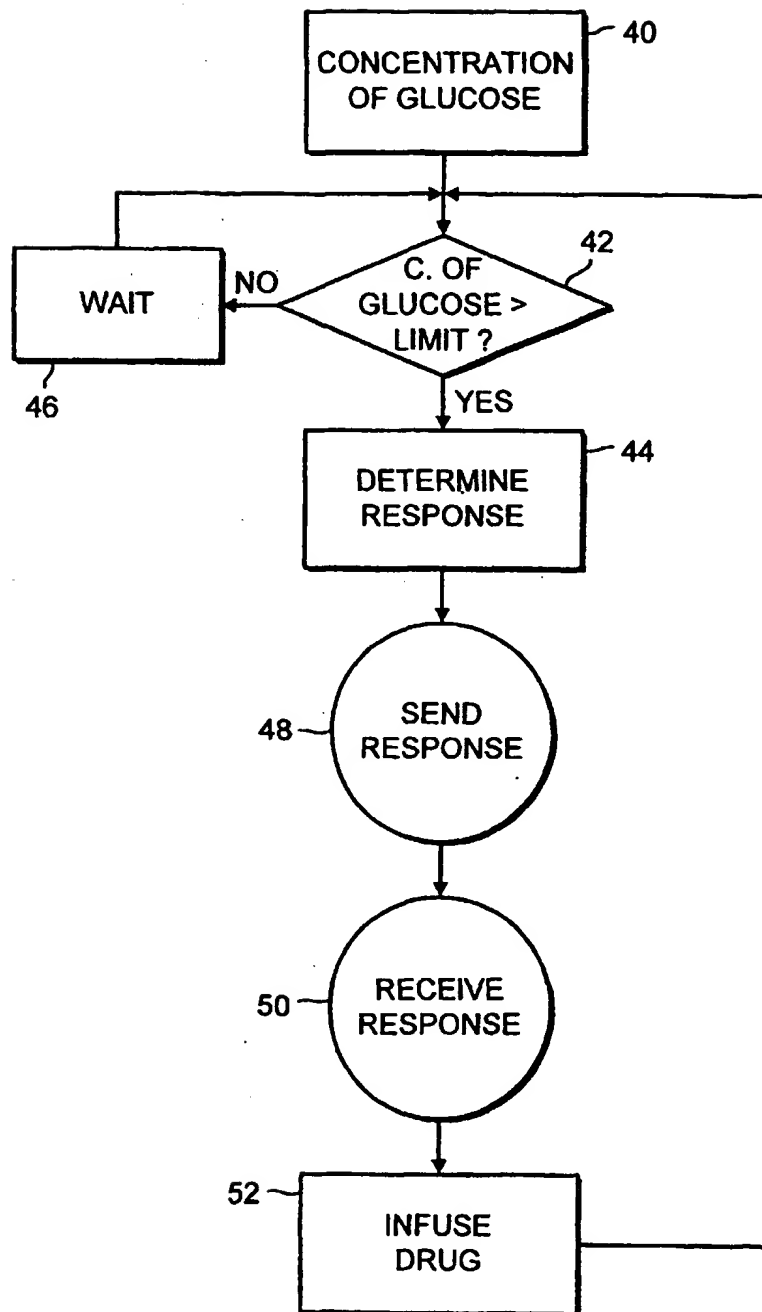 40
CONCENTRATION
OF GLUCOSE
42
C. OF
GLUCOSE >
LIMIT ?
NO
WAIT
46
YES
44
DETERMINE
RESPONSE
48
SEND
RESPONSE
50
RECEIVE
RESPONSE
52
INFUSE
DRUG